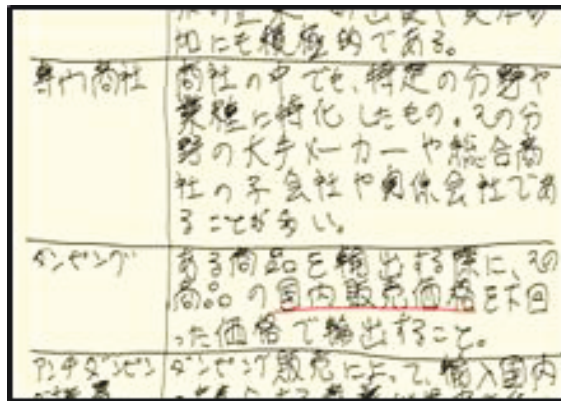 加にも積極的である。
専門商社
商社の中でも、特定の分野や
業種に特化したもの。その分
野の大手メーカーや総合商
社の子会社や関係会社であ
ることが多い。
ダンピング
ある商品を輸出する際に、その
商品の国内販売価格を下回
った価格で輸出すること。
アンチダンピン
ダンピング販売によって、輸入国内